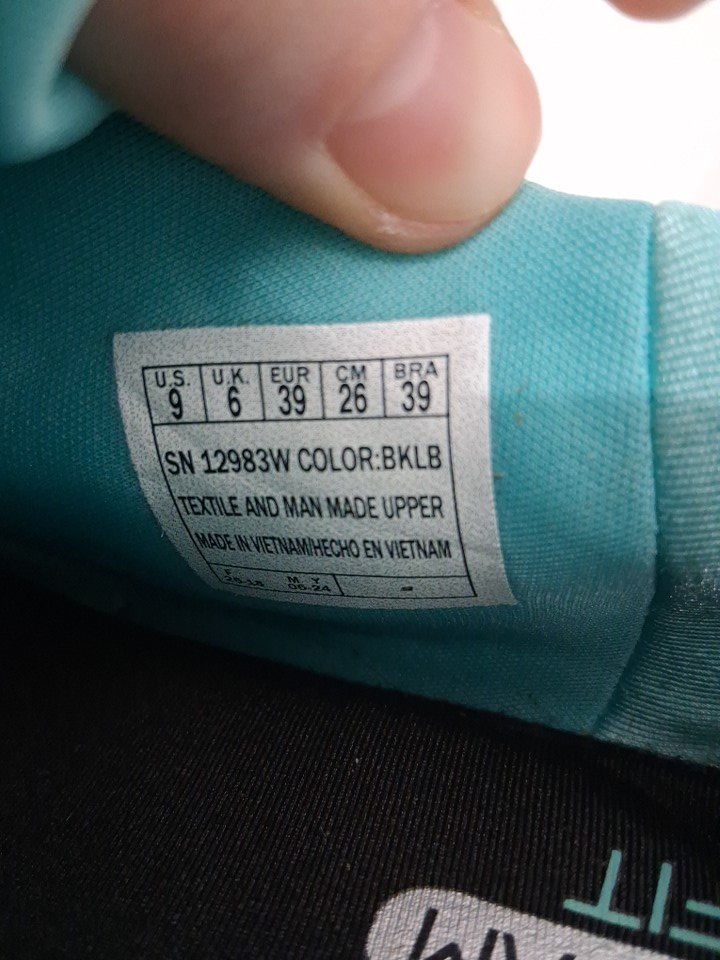 U.S. U.K. EUR CM BRA
9 6 39 26 39
SN 12983W COLOR:BKLB
TEXTILE AND MAN MADE UPPER
MADE IN VIETNAM/HECHO EN VIETNAM
F M Y
06-24
FIT